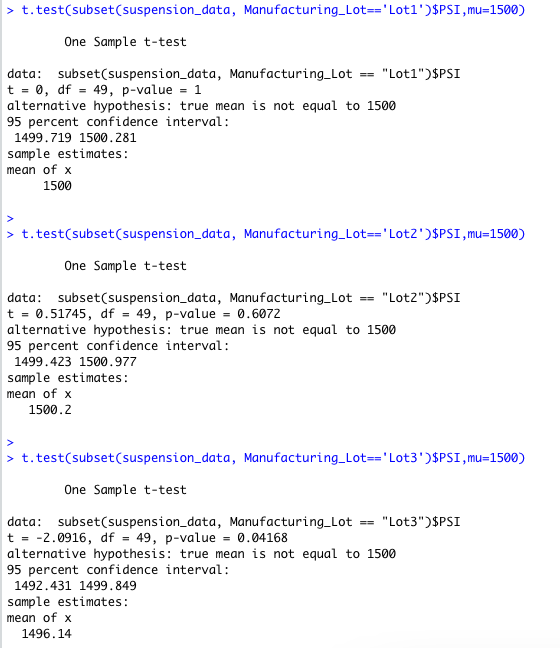 > t.test(subset(suspension_data, Manufacturing_Lot=='Lot1')$PSI,mu=1500)
One Sample t-test
data:  subset(suspension_data, Manufacturing_Lot == "Lot1")$PSI
t = 0, df = 49, p-value = 1
alternative hypothesis: true mean is not equal to 1500
95 percent confidence interval:
1499.719 1500.281
sample estimates:
mean of x
1500
>
> t.test(subset(suspension_data, Manufacturing_Lot=='Lot2')$PSI,mu=1500)
One Sample t-test
data:  subset(suspension_data, Manufacturing_Lot == "Lot2")$PSI
t = 0.51745, df = 49, p-value = 0.6072
alternative hypothesis: true mean is not equal to 1500
95 percent confidence interval:
1499.423 1500.977
sample estimates:
mean of x
1500.2
>
> t.test(subset(suspension_data, Manufacturing_Lot=='Lot3')$PSI,mu=1500)
One Sample t-test
data:  subset(suspension_data, Manufacturing_Lot == "Lot3")$PSI
t = -2.0916, df = 49, p-value = 0.04168
alternative hypothesis: true mean is not equal to 1500
95 percent confidence interval:
1492.431 1499.849
sample estimates:
mean of x
1496.14